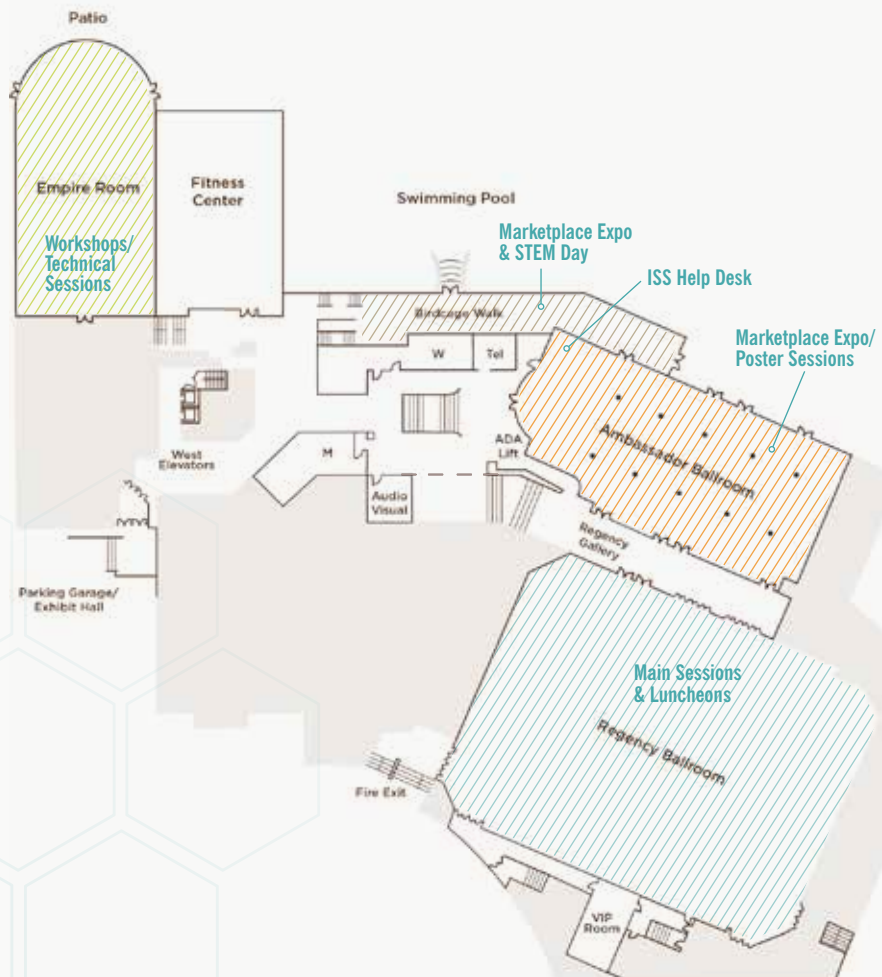 Patio
Empire Room
Fitness
Center
Workshops/
Technical
Sessions
Swimming Pool
Marketplace Expo
& STEM Day
ISS Help Desk
Marketplace Expo/
Poster Sessions
Birdcage Walk
W
Tel
Ambassador Ballroom
ADA
Lift
M
West
Elevators
Audio
Visual
Regency
Gallery
Parking Garage/
Exhibit Hall
Main Sessions
& Luncheons
Regency Ballroom
Fire Exit
VIP
Room